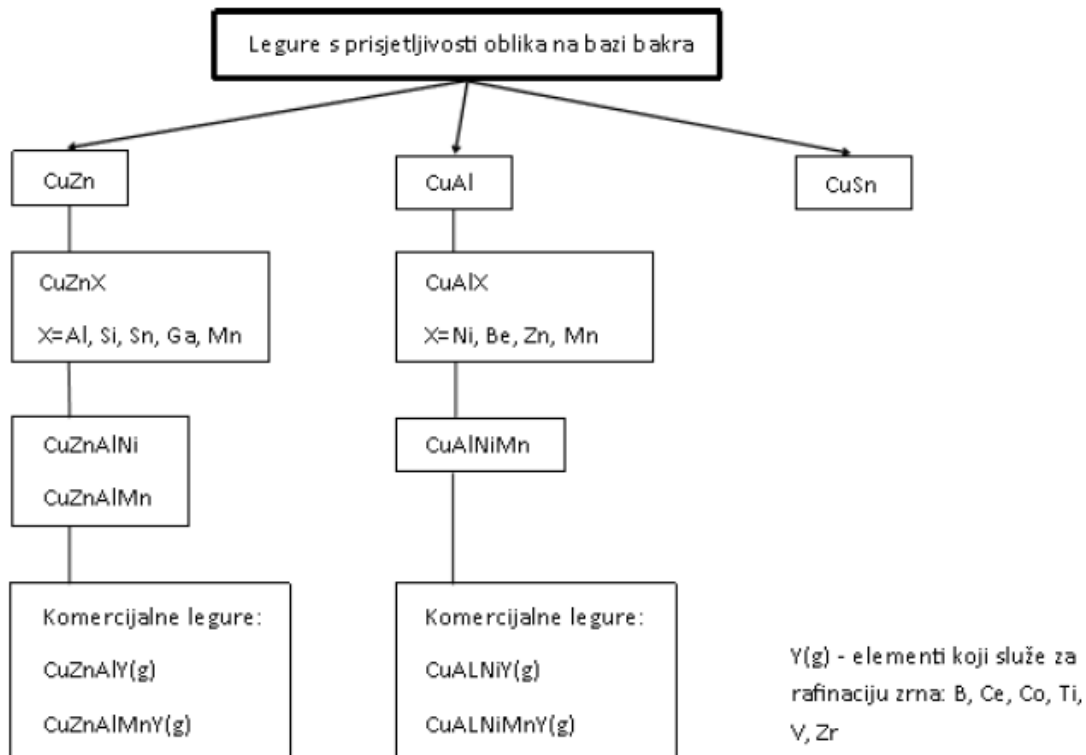 Legure s prisjetljivosti oblika na bazi bakra
CuZn
CuAl
CuSn
CuZnX
X=Al, Si, Sn, Ga, Mn
CuAlX
X=Ni, Be, Zn, Mn
CuZnAlNi
CuZnAlMn
CuAlNiMn
Komercijalne legure:
CuZnAlY(g)
CuZnAlMnY(g)
Komercijalne legure:
CuALNiY(g)
CuALNiMnY(g)
Y(g) - elementi koji služe za
rafinaciju zrna: B, Ce, Co, Ti,
V, Zr